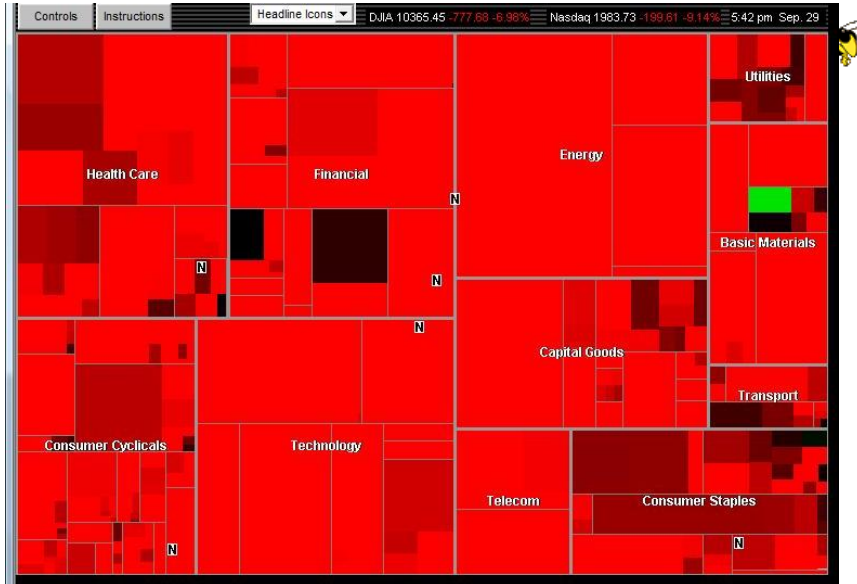 Controls Instructions Headline Icons DJIA 10365.45 -777.68 -6.98% Nasdaq 1983.73 -199.61 -9.14% 5:42 pm Sep. 29
Utilities
Energy
Health Care Financial
N
Basic Materials
N
N
N
Capital Goods
Transport
Consumer Cyclicals Technology
Telecom Consumer Staples
N
N